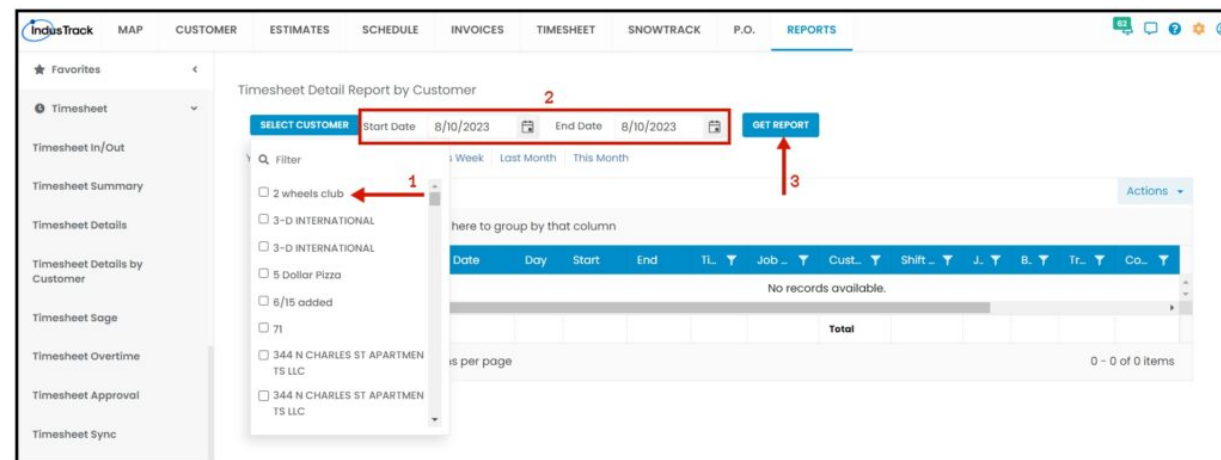 IndusTrack MAP CUSTOMER ESTIMATES SCHEDULE INVOICES TIMESHEET SNOWTRACK P.O. REPORTS 62
Favorites
Timesheet Detail Report by Customer
2
Timesheet
SELECT CUSTOMER Start Date 8/10/2023 End Date 8/10/2023 GET REPORT
Timesheet In/Out
Filter Week Last Month This Month
1
3
2 wheels club
Timesheet Summary
Actions
3-D INTERNATIONAL
Timesheet Details
here to group by that column
3-D INTERNATIONAL
Timesheet Details by
Customer
Date Day Start End Ti... Job ... Cust... Shift ... J.. B.. Tr... Co...
5 Dollar Pizza
No records available.
6/15 added
Timesheet Sage
71
Total
Timesheet Overtime
344 N CHARLES ST APARTMEN
TS LLC
per page
0 - 0 of 0 items
Timesheet Approval
344 N CHARLES ST APARTMEN
TS LLC
Timesheet Sync